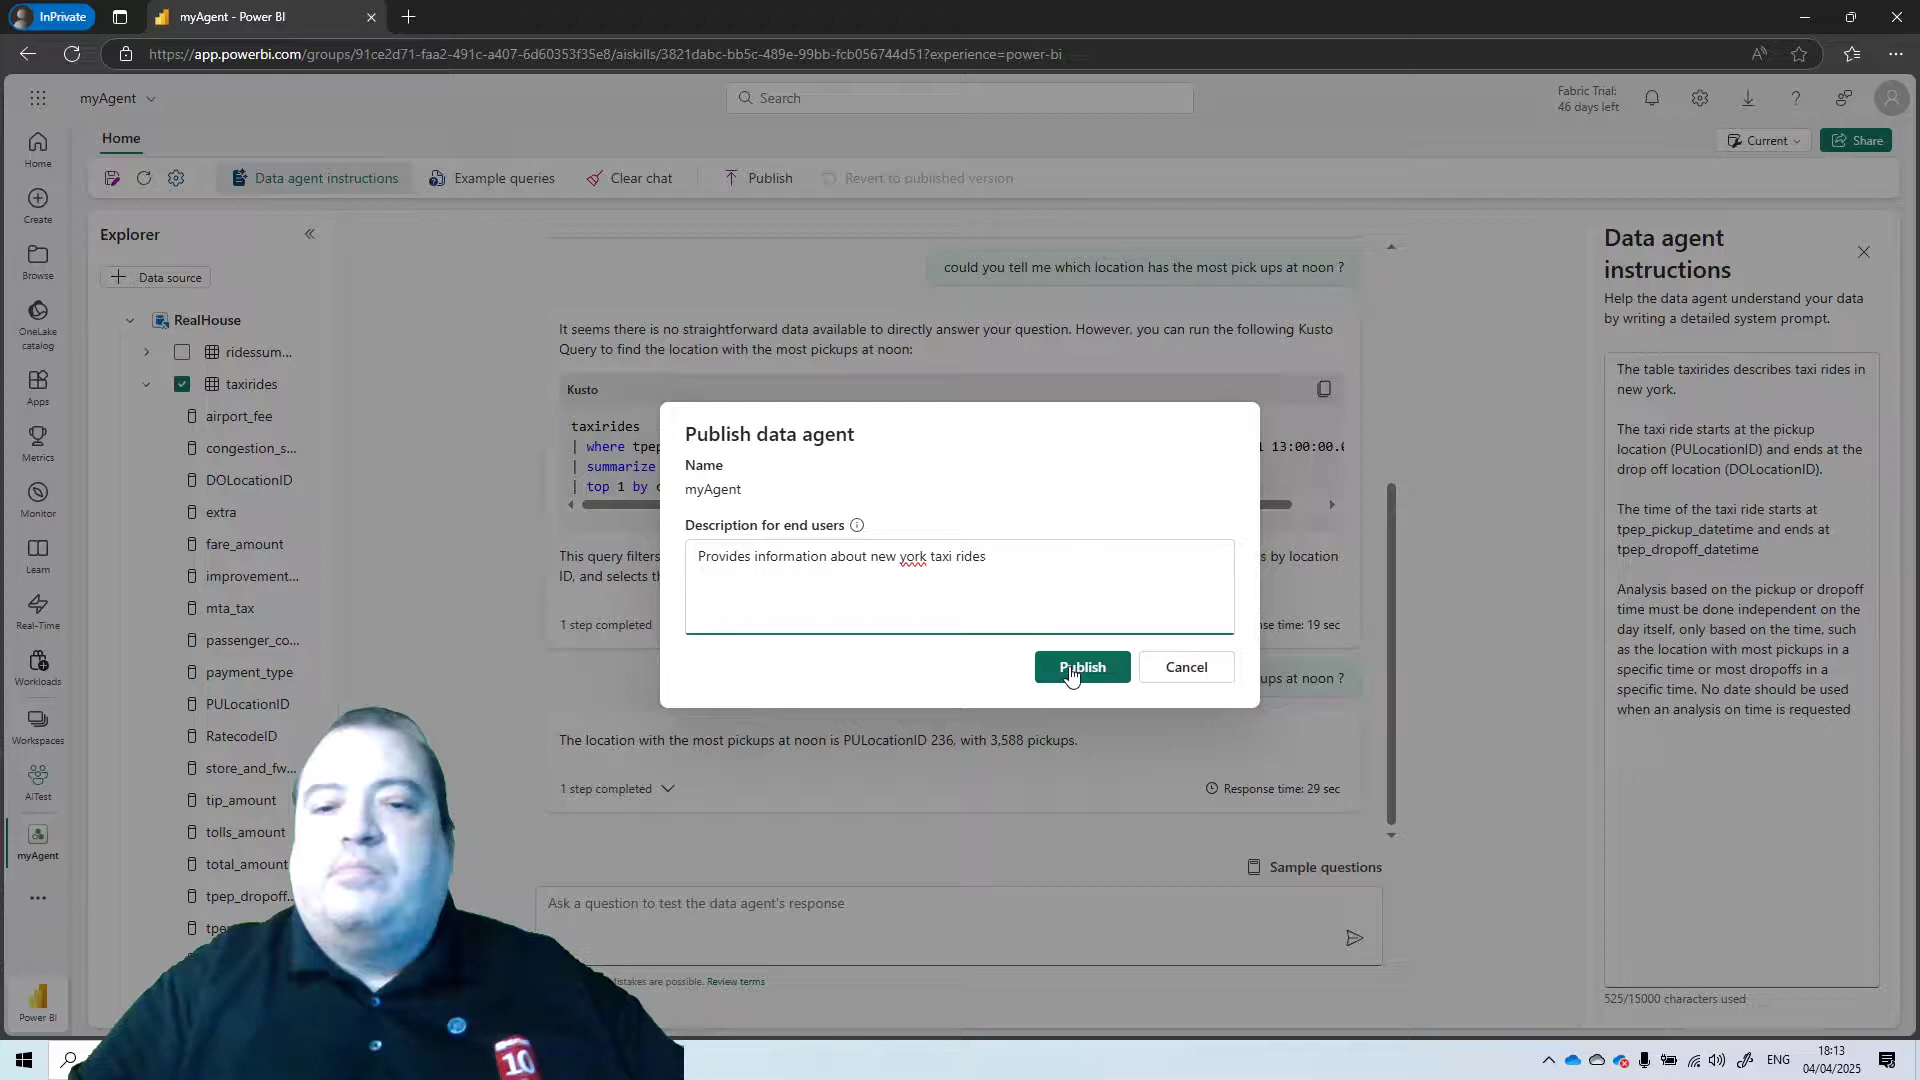 InPrivate
myAgent - Power BI
https://app.powerbi.com/groups/91ce2d71-faa2-491c-a407-6d60353f35e8/aiskills/3821dabc-bb5c-489e-99bb-fcb056744d51?experience=power-bi
myAgent
Search
Fabric Trial:
46 days left
Home
Current
Share
Data agent instructions
Example queries
Clear chat
Publish
Revert to published version
Home
Create
Browse
OneLake
catalog
Apps
Metrics
Monitor
Learn
Real-Time
Workloads
Workspaces
AITest
myAgent
Power BI
Explorer
Data source
RealHouse
ridessum...
taxirides
airport_fee
congestion_s...
DOLocationID
extra
fare_amount
improvement...
mta_tax
passenger_co...
payment_type
PULocationID
RatecodeID
store_and_fw...
tip_amount
tolls_amount
total_amount
tpep_dropoff...
could you tell me which location has the most pick ups at noon ?
It seems there is no straightforward data available to directly answer your question. However, you can run the following Kusto
Query to find the location with the most pickups at noon:
Kusto
taxirides
| where
13:00:00.
| summarize
| top 1 by
This query filters
s by location
ID, and selects
1 step completed
time: 19 sec
ups at noon ?
Publish data agent
Name
myAgent
Description for end users
Provides information about new york taxi rides
Publish
Cancel
The location with the most pickups at noon is PULocationID 236, with 3,588 pickups.
1 step completed
Response time: 29 sec
Sample questions
Ask a question to test the data agent's response
are possible. Review terms
Data agent
instructions
Help the data agent understand your data
by writing a detailed system prompt.
The table taxirides describes taxi rides in
new york.
The taxi ride starts at the pickup
location (PULocationID) and ends at the
drop off location (DOLocationID).
The time of the taxi ride starts at
tpep_pickup_datetime and ends at
tpep_dropoff_datetime
Analysis based on the pickup or dropoff
time must be done independent on the
day itself, only based on the time, such
as the location with most pickups in a
specific time or most dropoffs in a
specific time. No date should be used
when an analysis on time is requested
525/15000 characters used
10
ENG
18:13
04/04/2025